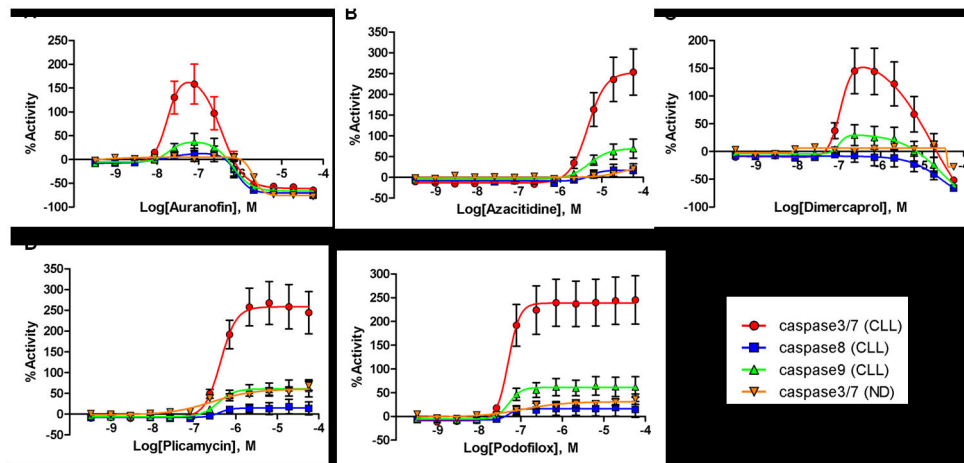 B
% Activity
250
200
150
100
50
0
-50
-100
-9 -8 -7 -6 -5 -4
Log[Auranofin], M
% Activity
350
300
250
200
150
100
50
0
-50
-9 -8 -7 -6 -5 -4
Log[Azacitidine], M
% Activity
200
150
100
50
0
-50
-100
-9 -8 -7 -6 -5
Log[Dimercaprol], M
% Activity
350
300
250
200
150
100
50
0
-50
-9 -8 -7 -6 -5 -4
Log[Plicamycin], M
% Activity
300
250
200
150
100
50
0
-50
-9 -8 -7 -6 -5 -4
Log[Podofilox], M
caspase3/7 (CLL)
caspase8 (CLL)
caspase9 (CLL)
caspase3/7 (ND)